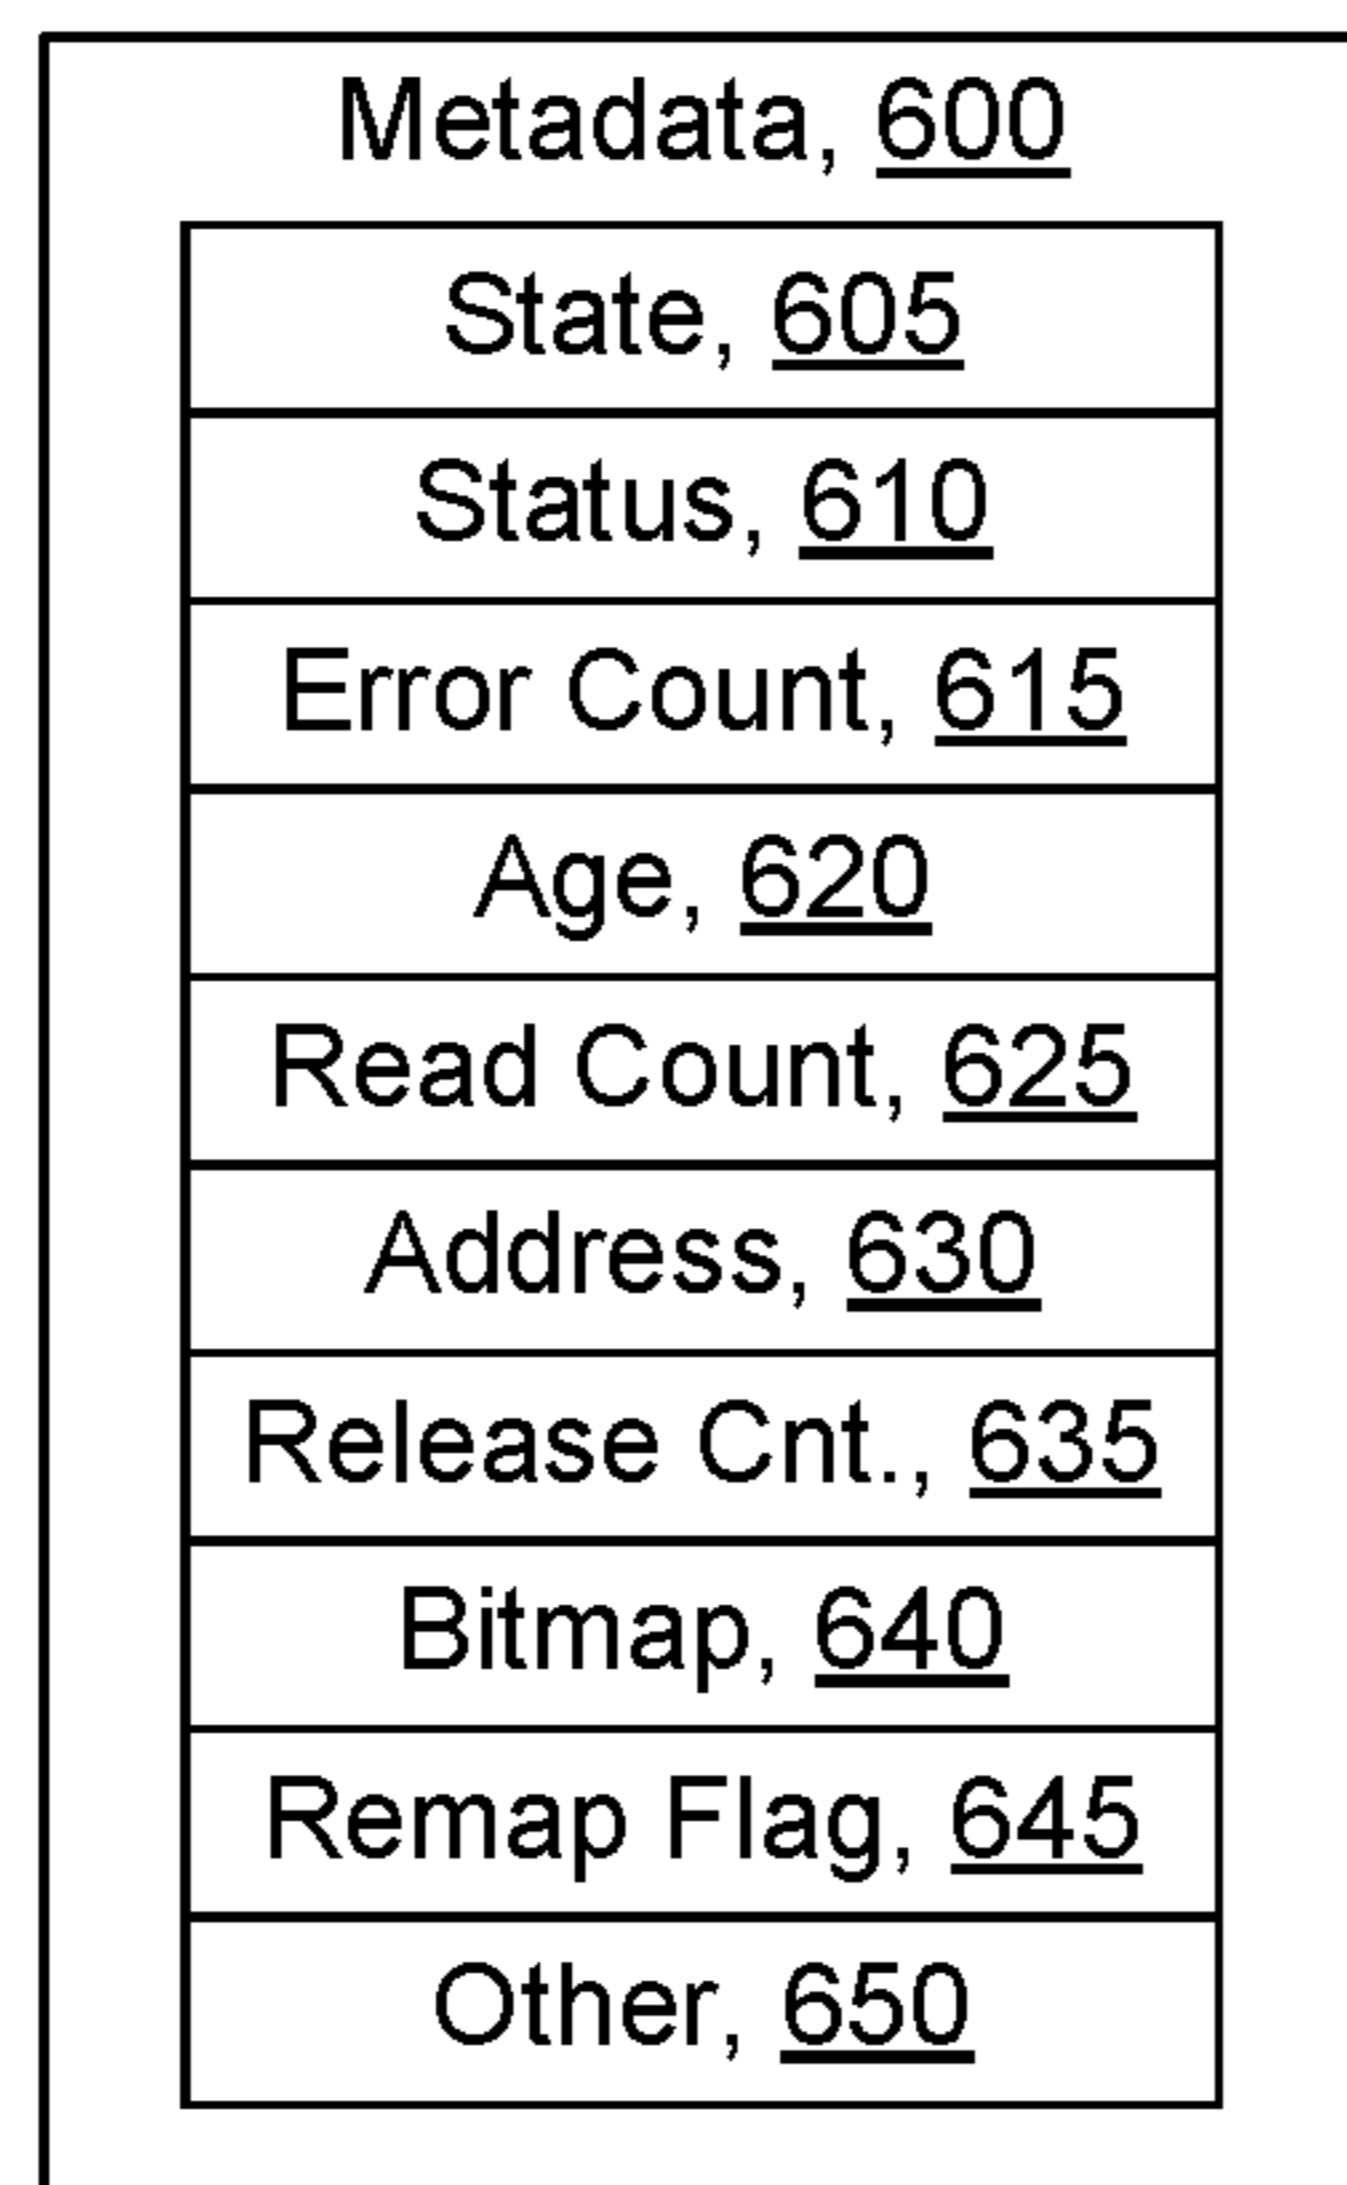 Metadata, 600
State, 605
Status, 610
Error Count, 615
Age, 620
Read Count, 625
Address, 630
Release Cnt., 635
Bitmap, 640
Remap Flag, 645
Other, 650